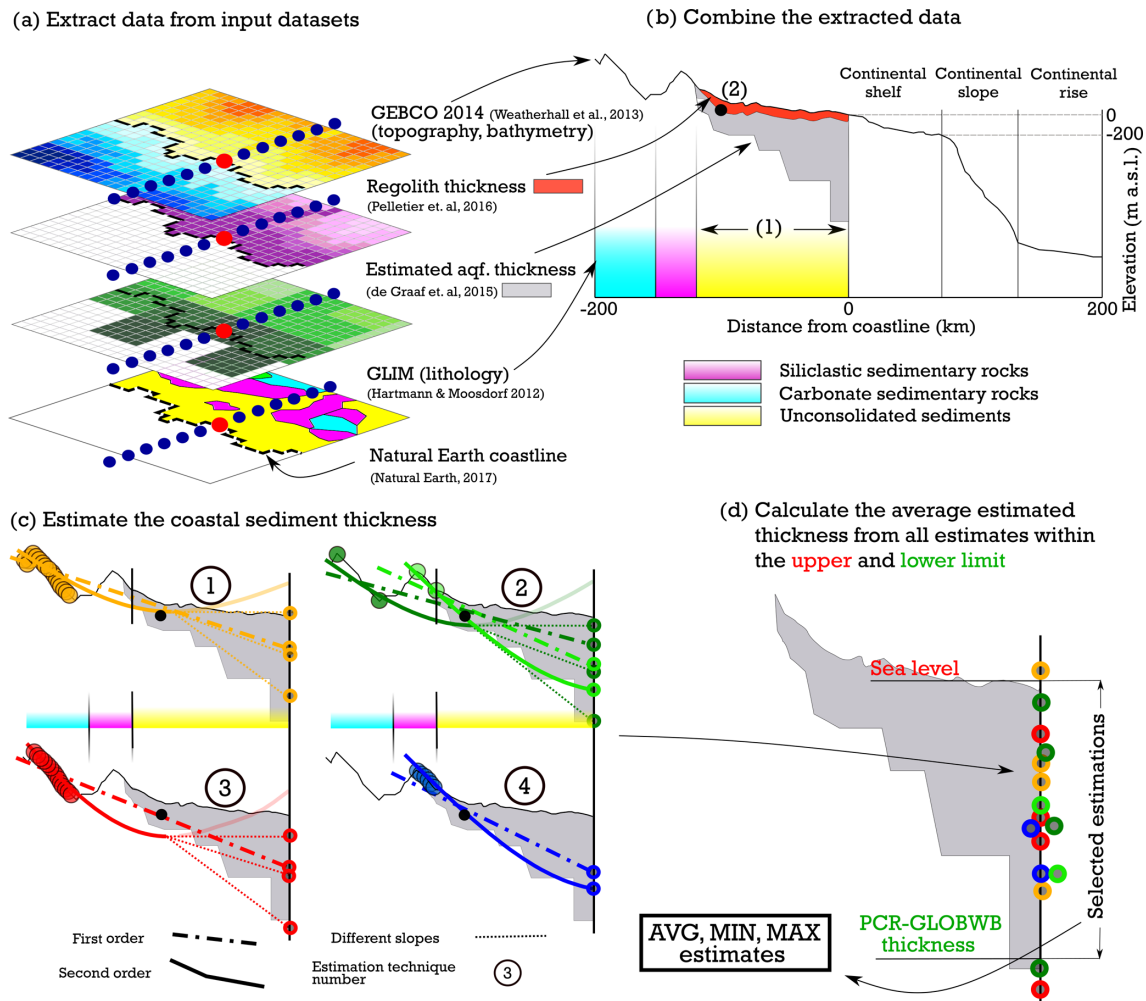 (a) Extract data from input datasets
GEBCO 2014 (Weatherall et al., 2013)
(topography, bathymetry)
Regolith thickness
(Pelletier et. al, 2016)
Estimated aqf. thickness
(de Graaf et. al, 2015)
GLIM (lithology)
(Hartmann & Moosdorf 2012)
Natural Earth coastline
(Natural Earth, 2017)
(b) Combine the extracted data
Continental
shelf
Continental
slope
Continental
rise
(2)
(1)
0
-200
Elevation (m a.s.l.)
-200
0
200
Distance from coastline (km)
Siliclastic sedimentary rocks
Carbonate sedimentary rocks
Unconsolidated sediments
(c) Estimate the coastal sediment thickness
1
2
3
4
First order
Second order
Different slopes
Estimation technique
number
3
(d) Calculate the average estimated
thickness from all estimates within
the upper and lower limit
Sea level
Selected estimations
PCR-GLOBWB
thickness
AVG, MIN, MAX
estimates